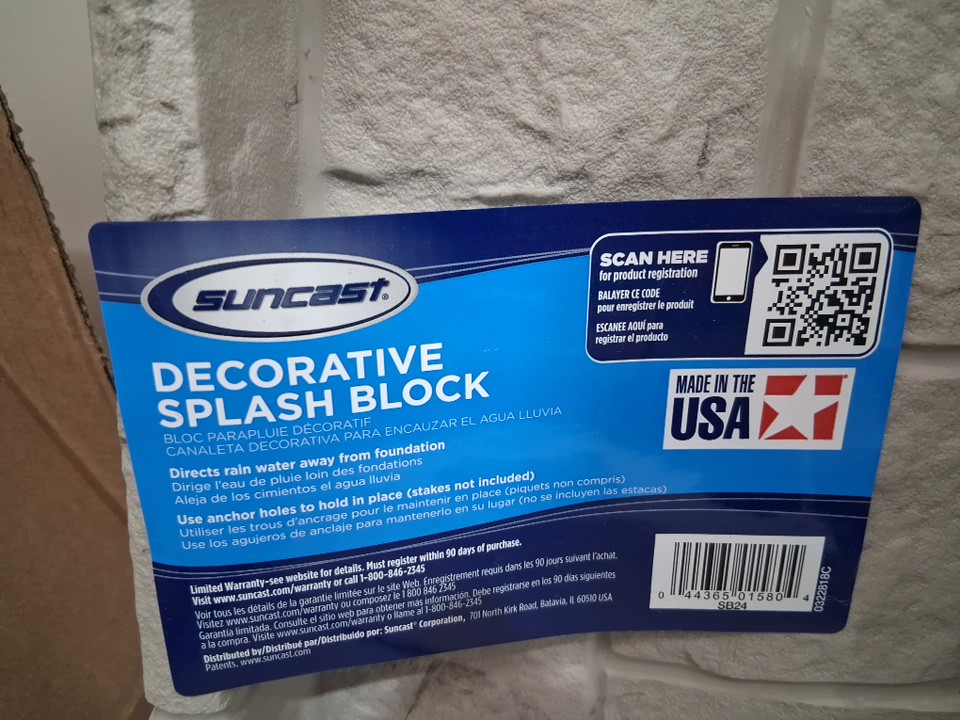 suncast®
DECORATIVE
SPLASH BLOCK
BLOC PARAPLUIE DÉCORATIF
CANALETA DECORATIVA PARA ENCAUZAR EL AGUA LLUVIA
Directs rain water away from foundation
Dirige l'eau de pluie loin des fondations
Aleja de los cimientos el agua lluvia
Use anchor holes to hold in place (stakes not included)
Utiliser les trous d'ancrage pour le maintenir en place (piquets non compris)
Use los agujeros de anclaje para mantenerlo en su lugar (no se incluyen las estacas)
Limited Warranty–see website for details. Must register within 90 days of purchase.
Visit www.suncast.com/warranty or call 1-800-846-2345
Voir tous les détails de la garantie limitée sur le site Web. Enregistrement requis dans les 90 jours suivant l'achat.
Visitez www.suncast.com/warranty ou composez le 1 800 846 2345
Garantía limitada. Consulte el sitio web para obtener más información. Debe registrarse en los 90 días siguientes
a la compra. Visite www.suncast.com/warranty o llame al 1-800-846-2345
Distributed by/Distribué par/Distribuido por: Suncast® Corporation, 701 North Kirk Road, Batavia, IL 60510 USA
Patents, www.suncast.com
SCAN HERE
for product registration
BALAYER CE CODE
pour enregistrer le produit
ESCANEE AQUÍ para
registrar el producto
MADE IN THE
USA
0 44365 01580 4
SB24
0322818C